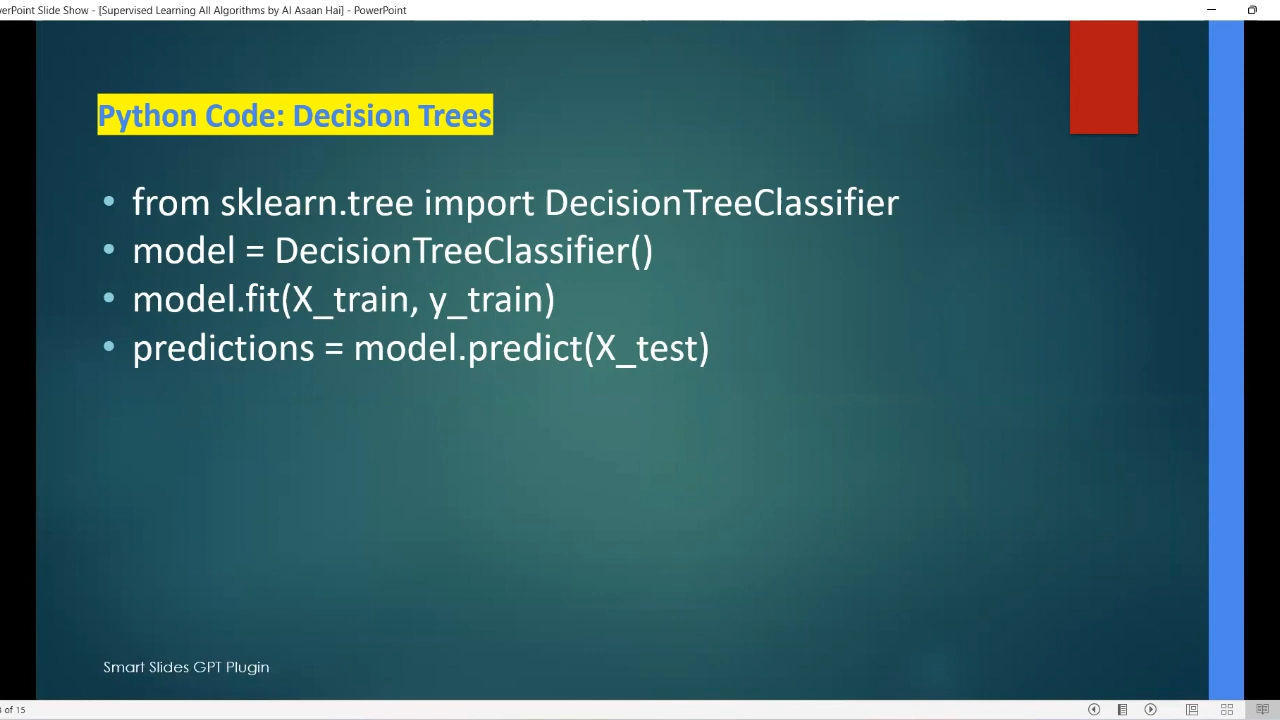 PowerPoint Slide Show - [Supervised Learning All Algorithms by AI Asaan Hai] - PowerPoint
Python Code: Decision Trees
• from sklearn.tree import DecisionTreeClassifier
• model = DecisionTreeClassifier()
• model.fit(X_train, y_train)
• predictions = model.predict(X_test)
Smart Slides GPT Plugin
of 15